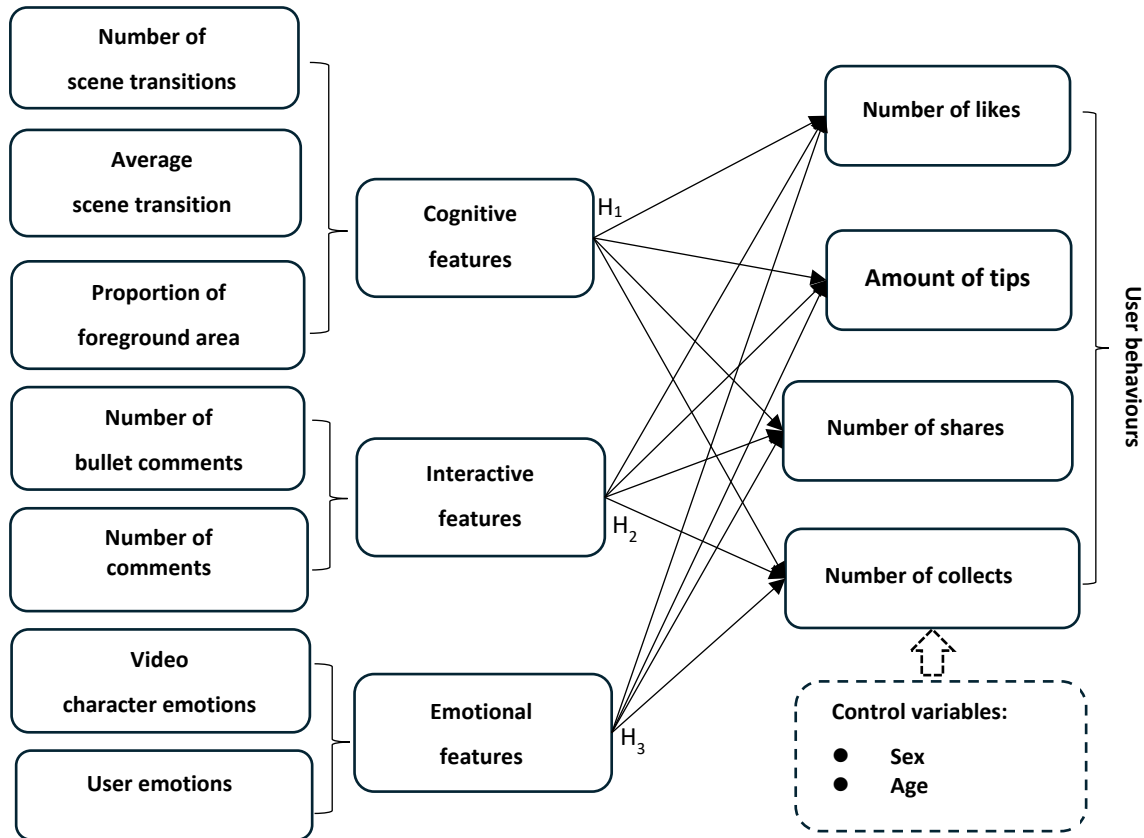 Number of
scene transitions
Average
scene transition
Proportion of
foreground area
Number of
bullet comments
Number of
comments
Video
character emotions
User emotions
Cognitive
features
Interactive
features
Emotional
features
H₁
H₂
H₃
Number of likes
Amount of tips
Number of shares
Number of collects
User behaviours
Control variables:
● Sex
● Age